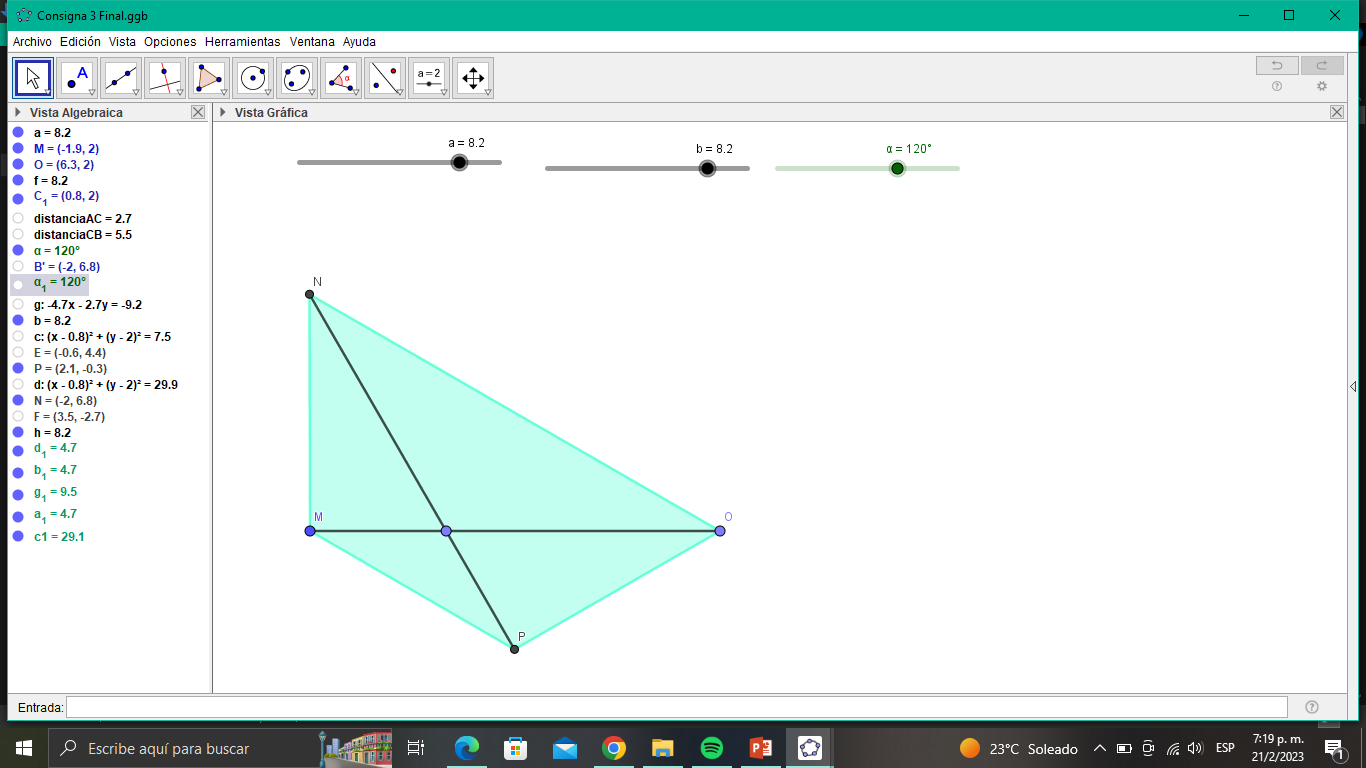 Consigna 3 Final.ggb
Archivo Edición Vista Opciones Herramientas Ventana Ayuda
A α a = 2
Vista Algebraica
Vista Gráfica
a = 8.2
M = (-1.9, 2)
O = (6.3, 2)
f = 8.2
C₁ = (0.8, 2)
distanciaAC = 2.7
distanciaCB = 5.5
α = 120°
B' = (-2, 6.8)
α₁ = 120°
g: -4.7x - 2.7y = -9.2
b = 8.2
c: (x - 0.8)² + (y - 2)² = 7.5
E = (-0.6, 4.4)
P = (2.1, -0.3)
d: (x - 0.8)² + (y - 2)² = 29.9
N = (-2, 6.8)
F = (3.5, -2.7)
h = 8.2
d₁ = 4.7
b₁ = 4.7
g₁ = 9.5
a₁ = 4.7
c1 = 29.1
a = 8.2
b = 8.2
α = 120°
N
M
O
P
Entrada:
Escribe aquí para buscar
23°C Soleado
ESP
7:19 p. m.
21/2/2023
1